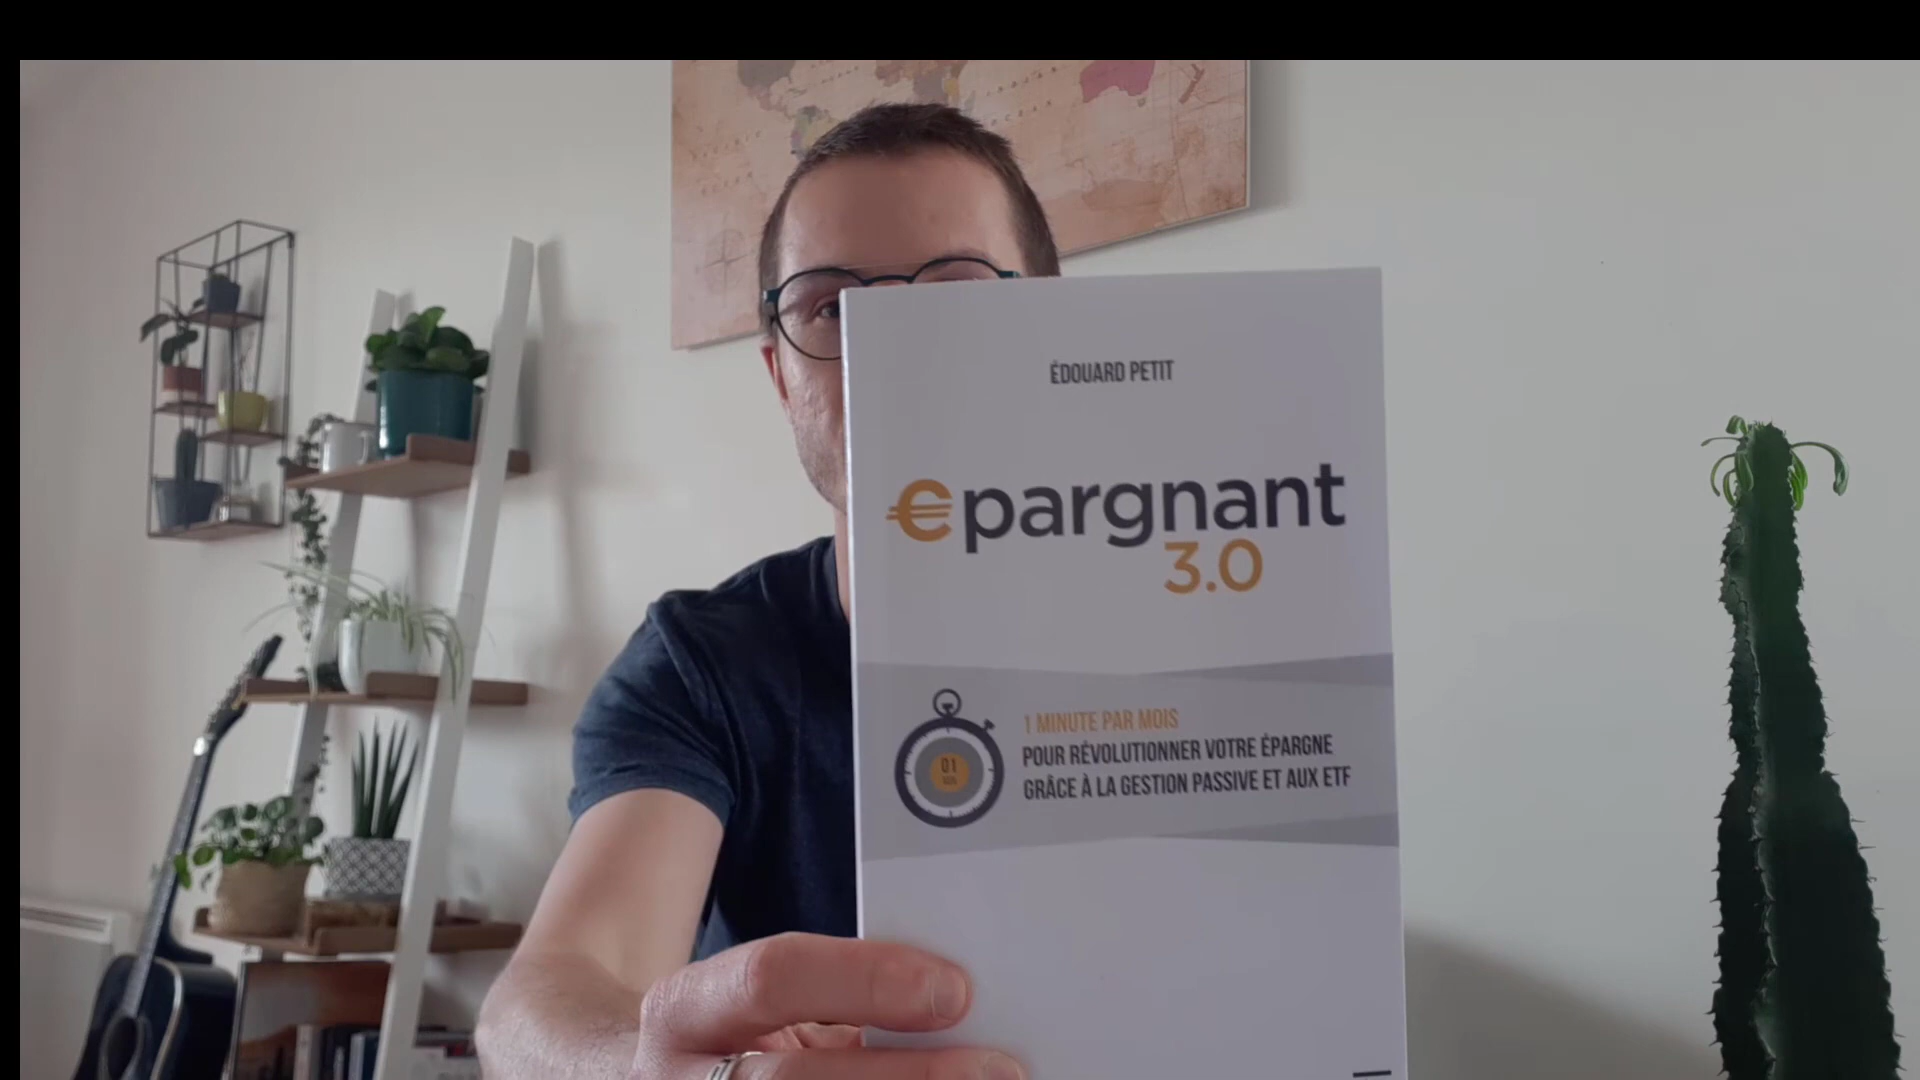 ÉDOUARD PETIT
€pargnant
3.0
01
1 MINUTE PAR MOIS
POUR RÉVOLUTIONNER VOTRE ÉPARGNE
GRÂCE À LA GESTION PASSIVE ET AUX ETF